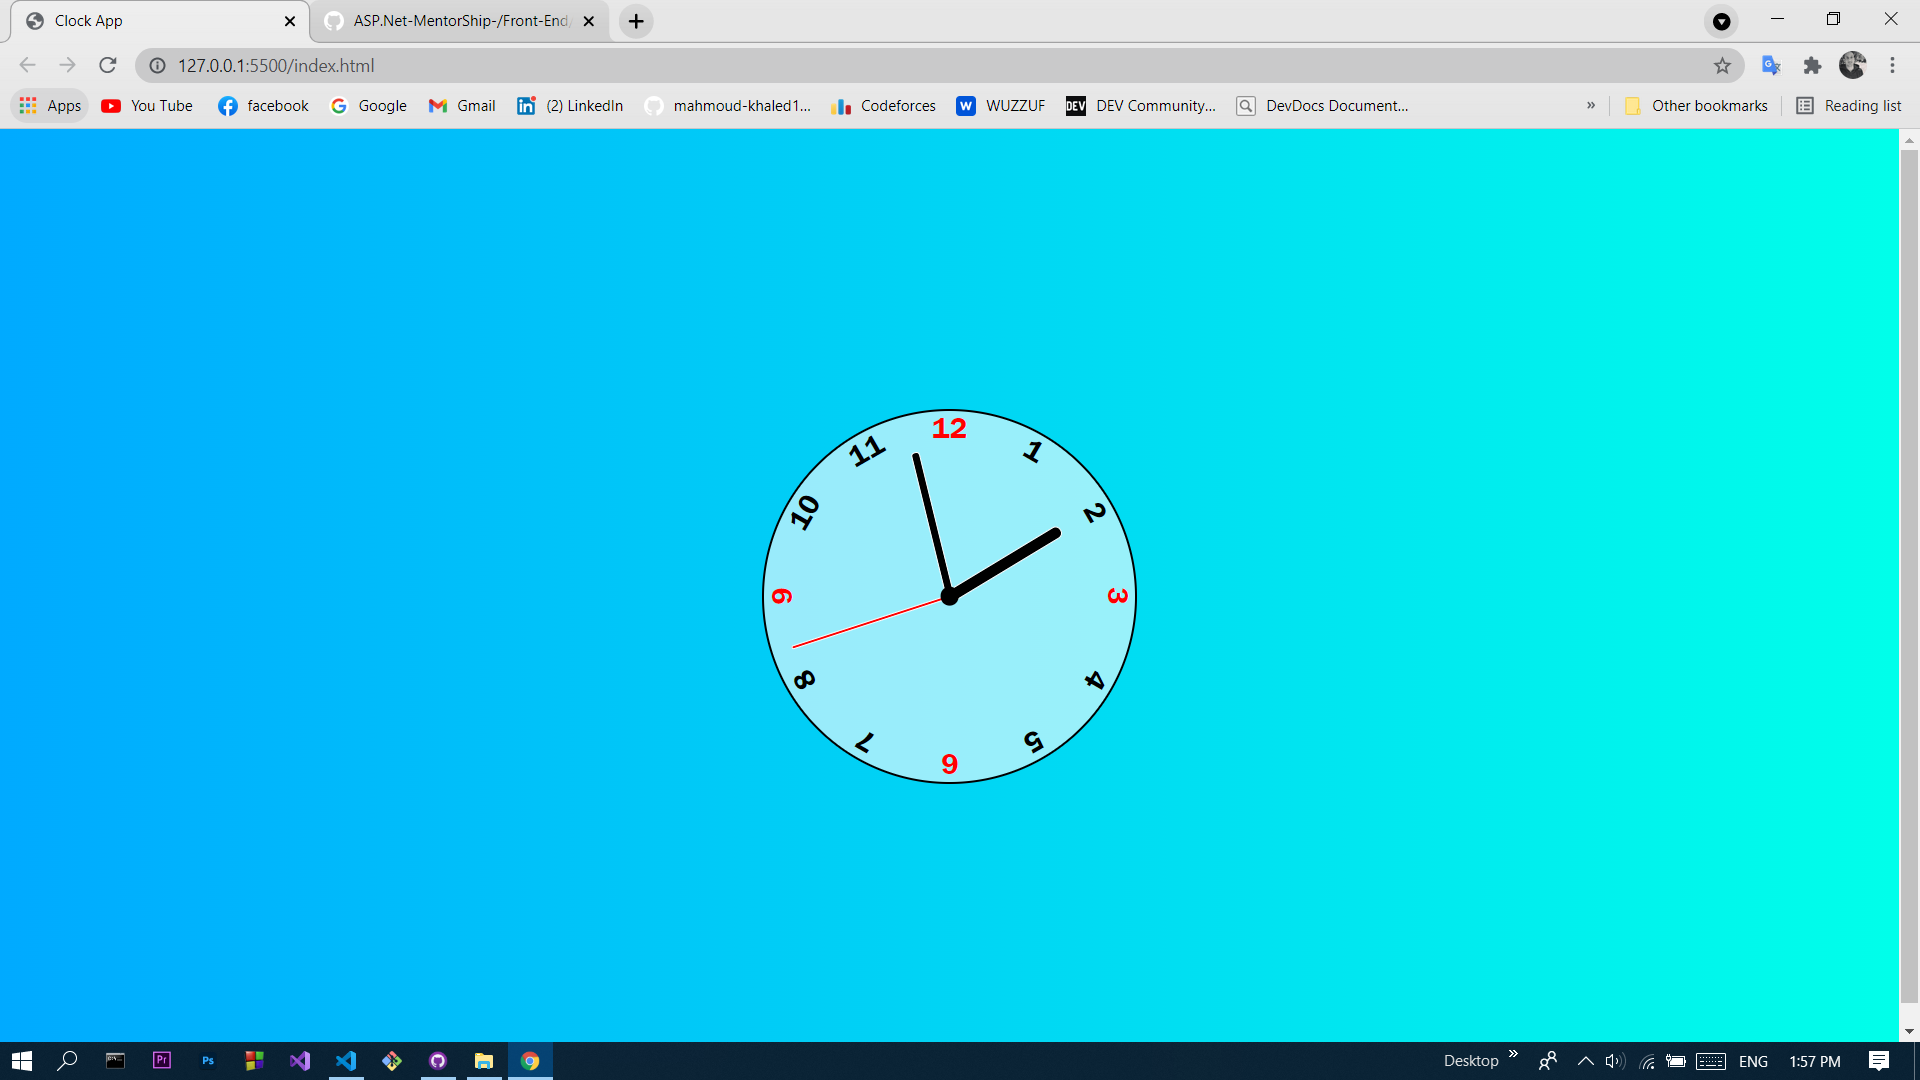 Clock App
ASP.Net-MentorShip-/Front-End/
127.0.0.1:5500/index.html
Apps You Tube facebook Google Gmail (2) LinkedIn mahmoud-khaled1... Codeforces W WUZZUF DEV DEV Community... DevDocs Document... » Other bookmarks Reading list
12
1
2
3
4
5
6
7
8
9
10
11
Pr Ps Desktop » ENG 1:57 PM